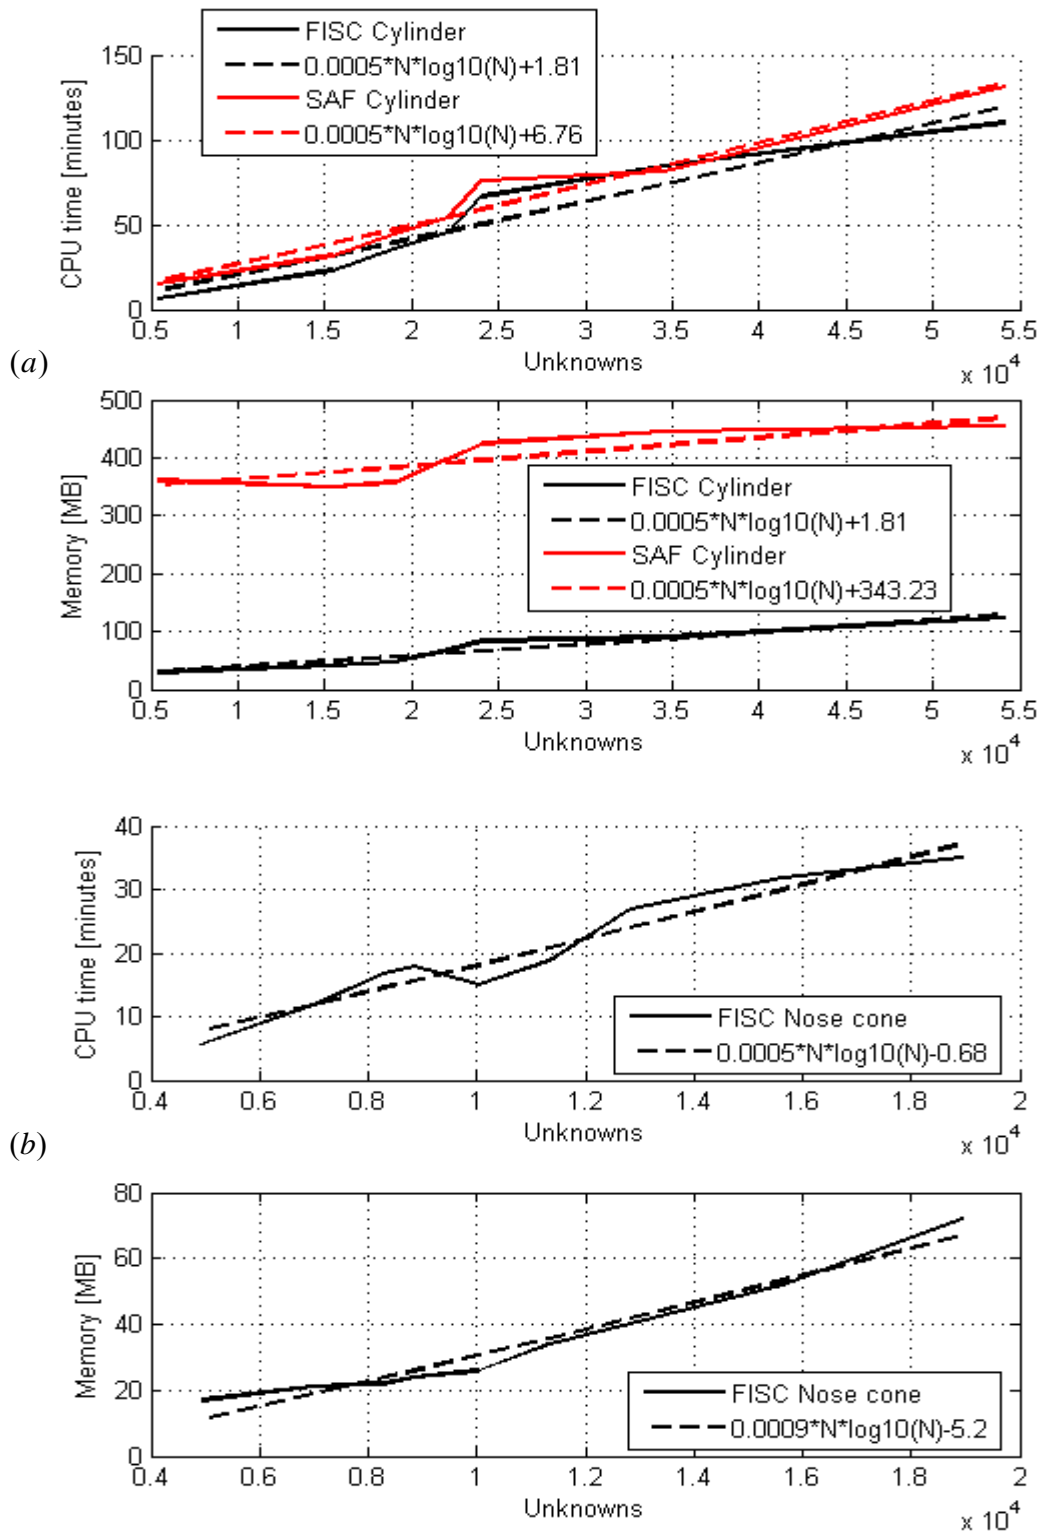 FISC Cylinder
0.0005*N*log10(N)+1.81
SAF Cylinder
0.0005*N*log10(N)+6.76
CPU time [minutes]
150
100
50
0
0.5 1 1.5 2 2.5 3 3.5 4 4.5 5 5.5
Unknowns
x 10^4
(a)
Memory [MB]
500
400
300
200
100
0
FISC Cylinder
0.0005*N*log10(N)+1.81
SAF Cylinder
0.0005*N*log10(N)+343.23
0.5 1 1.5 2 2.5 3 3.5 4 4.5 5 5.5
Unknowns
x 10^4
CPU time [minutes]
40
30
20
10
0
FISC Nose cone
0.0005*N*log10(N)-0.68
0.4 0.6 0.8 1 1.2 1.4 1.6 1.8 2
Unknowns
x 10^4
(b)
Memory [MB]
80
60
40
20
0
FISC Nose cone
0.0009*N*log10(N)-5.2
0.4 0.6 0.8 1 1.2 1.4 1.6 1.8 2
Unknowns
x 10^4